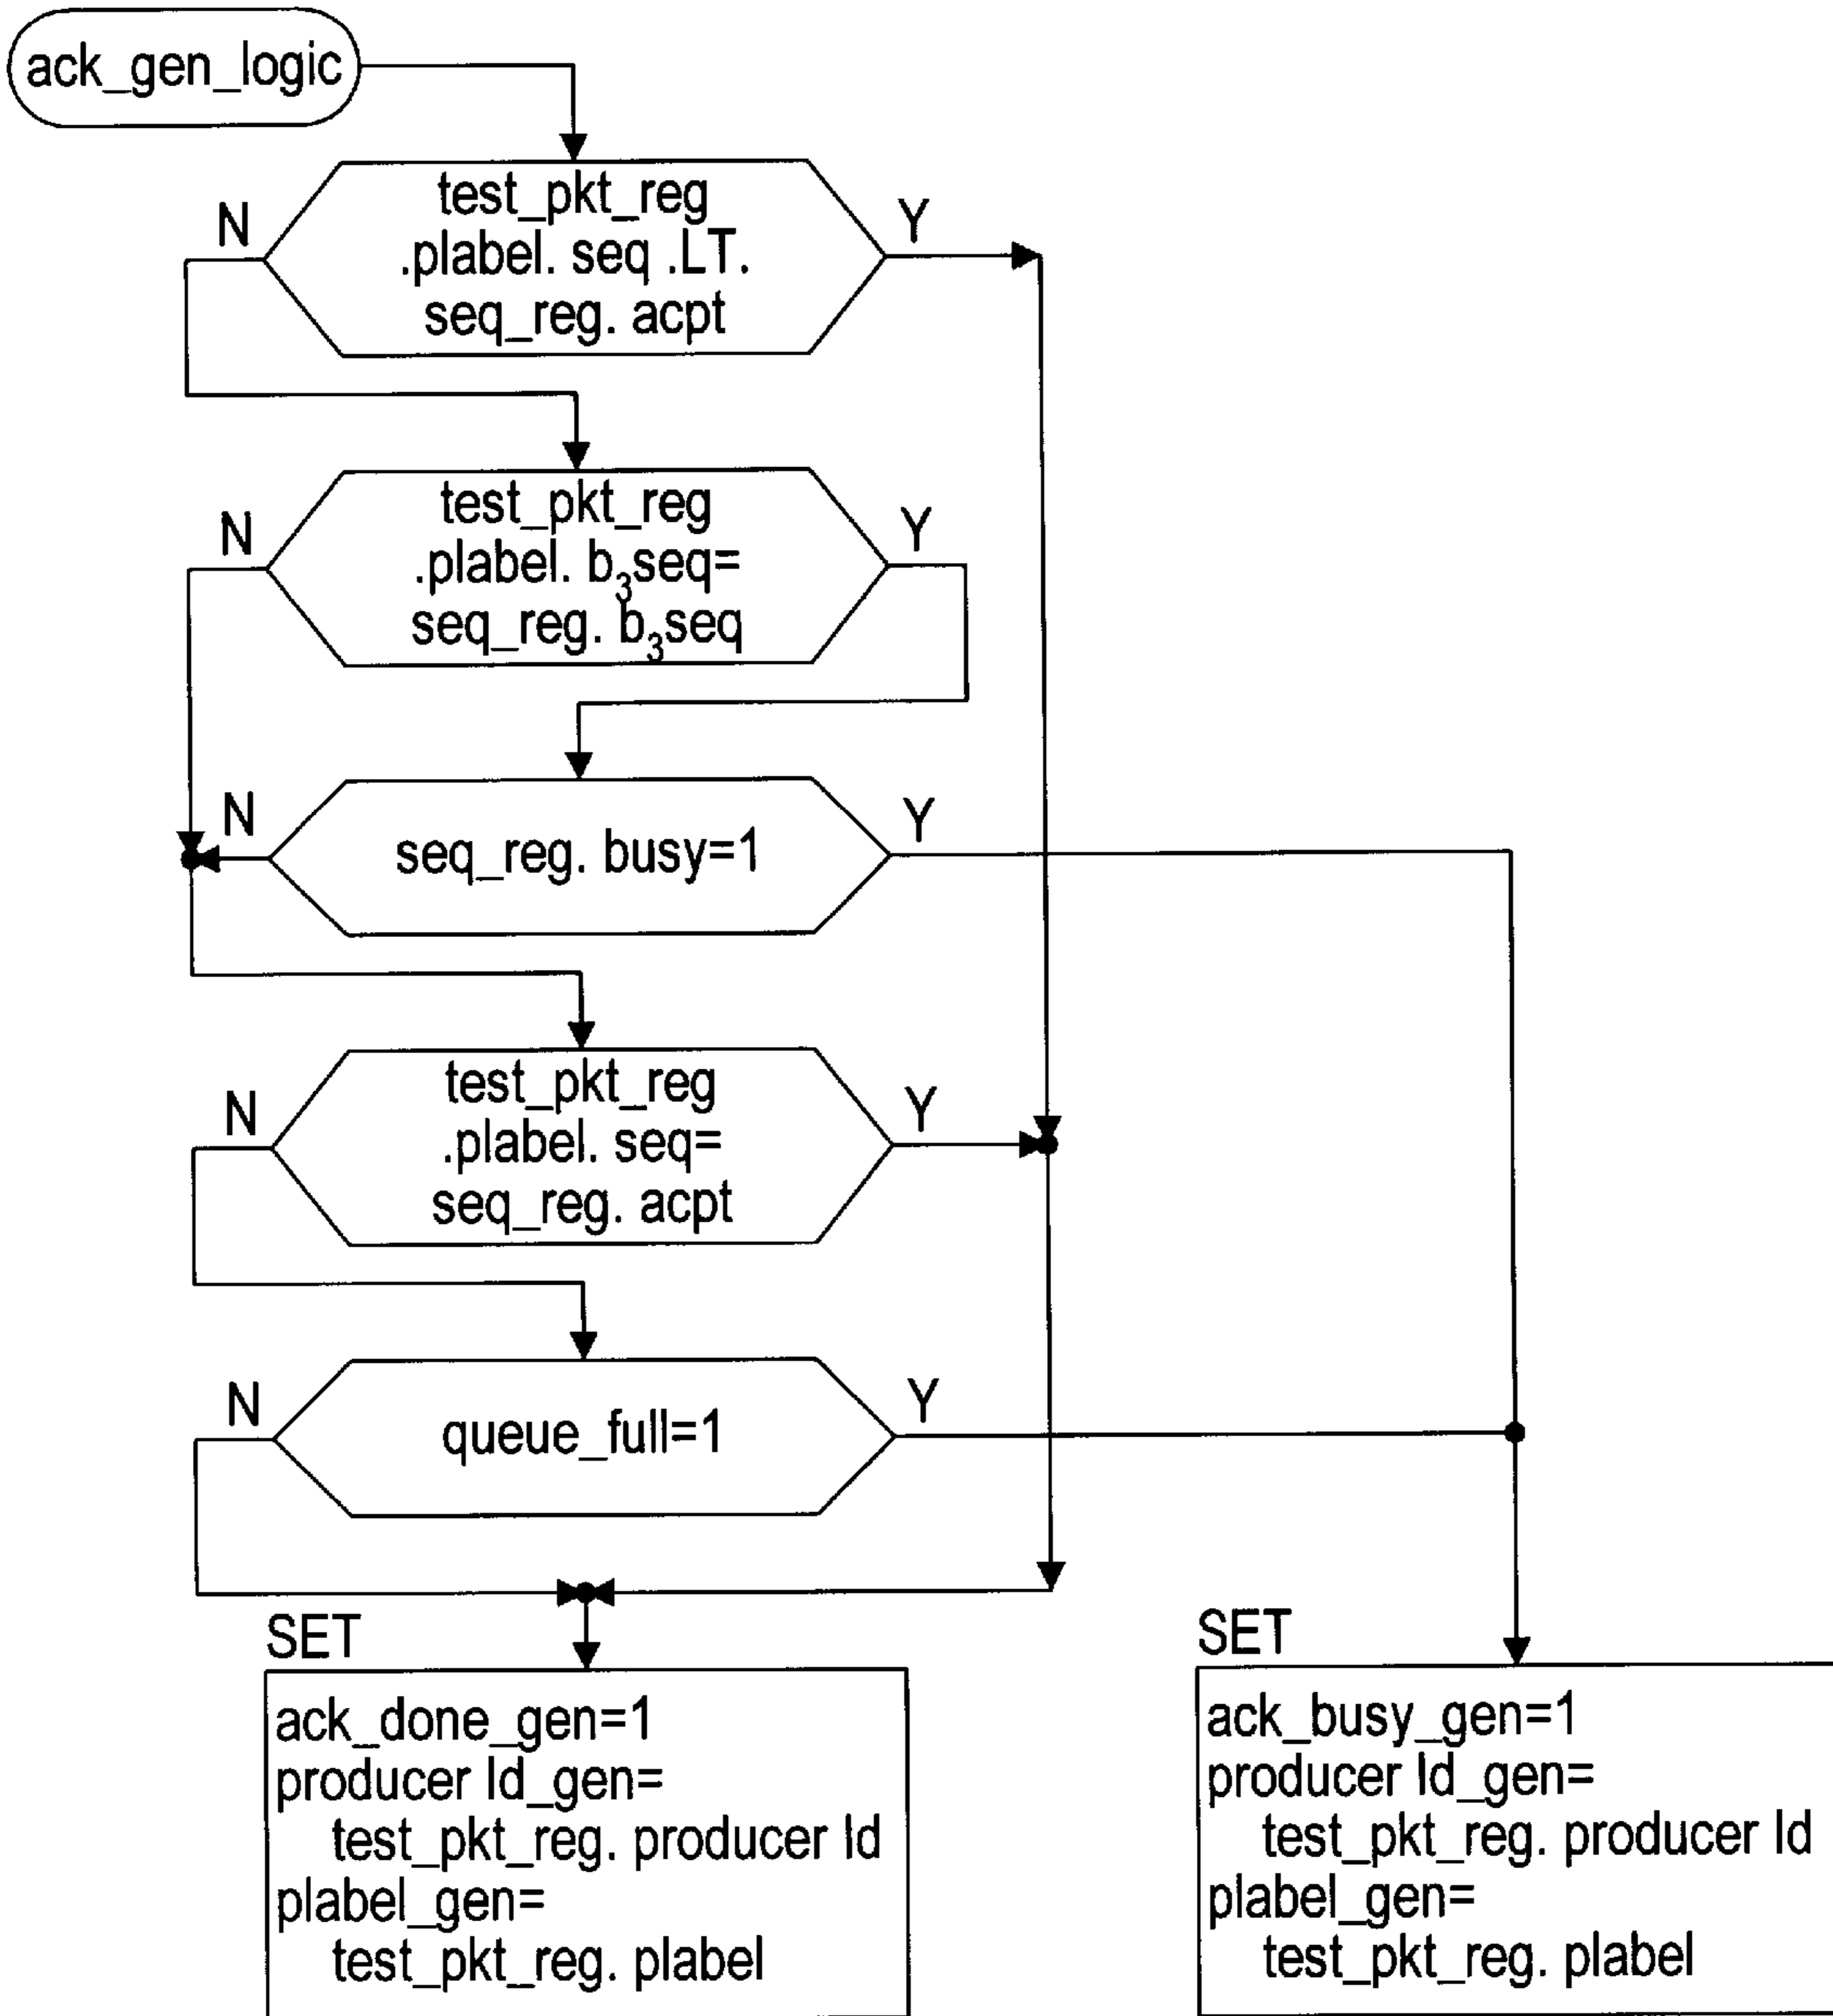 ack_gen_logic
test_pkt_reg
.plabel. seq .LT.
seq_reg. acpt
N
Y
test_pkt_reg
.plabel. b₃seq=
seq_reg. b₃seq
N
Y
seq_reg. busy=1
N
Y
test_pkt_reg
.plabel. seq=
seq_reg. acpt
N
Y
queue_full=1
N
Y
SET
ack_done_gen=1
producer Id_gen=
test_pkt_reg. producer Id
plabel_gen=
test_pkt_reg. plabel
SET
ack_busy_gen=1
producer Id_gen=
test_pkt_reg. producer Id
plabel_gen=
test_pkt_reg. plabel